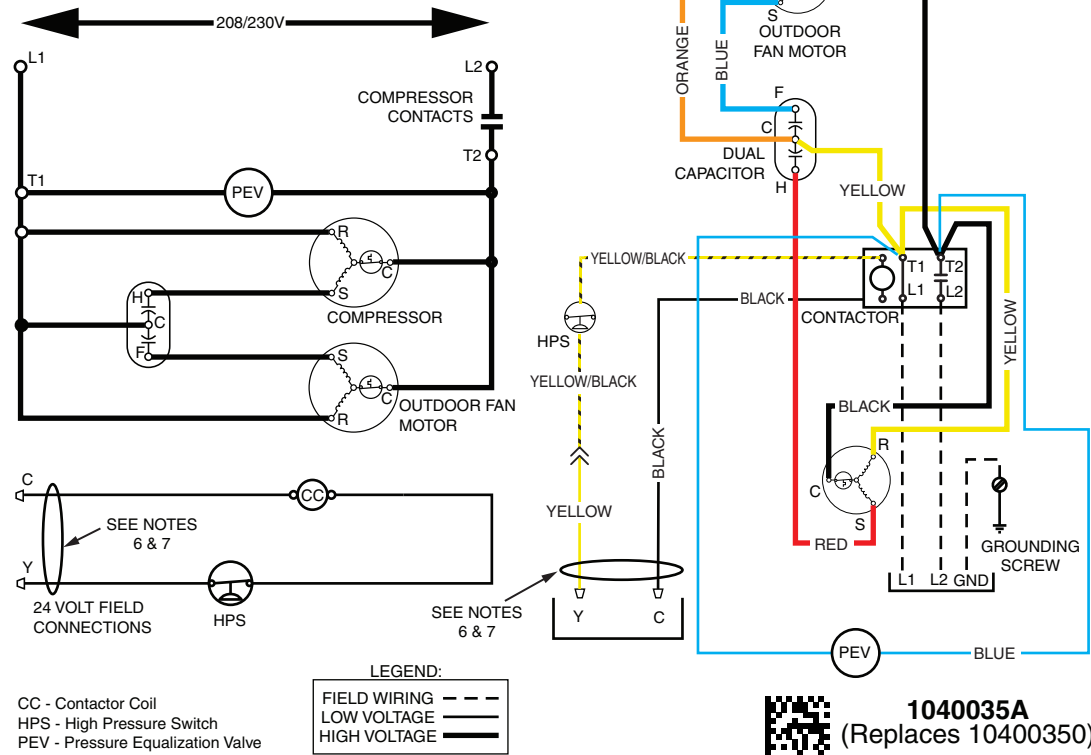 208/230V
L1
L2
COMPRESSOR
CONTACTS
T2
T1
PEV
R
C
S
COMPRESSOR
H
C
F
S
C
R
OUTDOOR FAN
MOTOR
C
CC
SEE NOTES
6 & 7
Y
24 VOLT FIELD
CONNECTIONS
HPS
CC - Contactor Coil
HPS - High Pressure Switch
PEV - Pressure Equalization Valve
LEGEND:
FIELD WIRING
LOW VOLTAGE
HIGH VOLTAGE
S
OUTDOOR
FAN MOTOR
ORANGE
BLUE
F
C
DUAL
CAPACITOR
H
YELLOW
YELLOW/BLACK
T1
T2
L1
L2
BLACK
CONTACTOR
HPS
YELLOW
YELLOW/BLACK
BLACK
BLACK
R
C
S
YELLOW
RED
GROUNDING
SCREW
L1 L2 GND
SEE NOTES
6 & 7
Y
C
PEV
BLUE
1040035A
(Replaces 10400350)